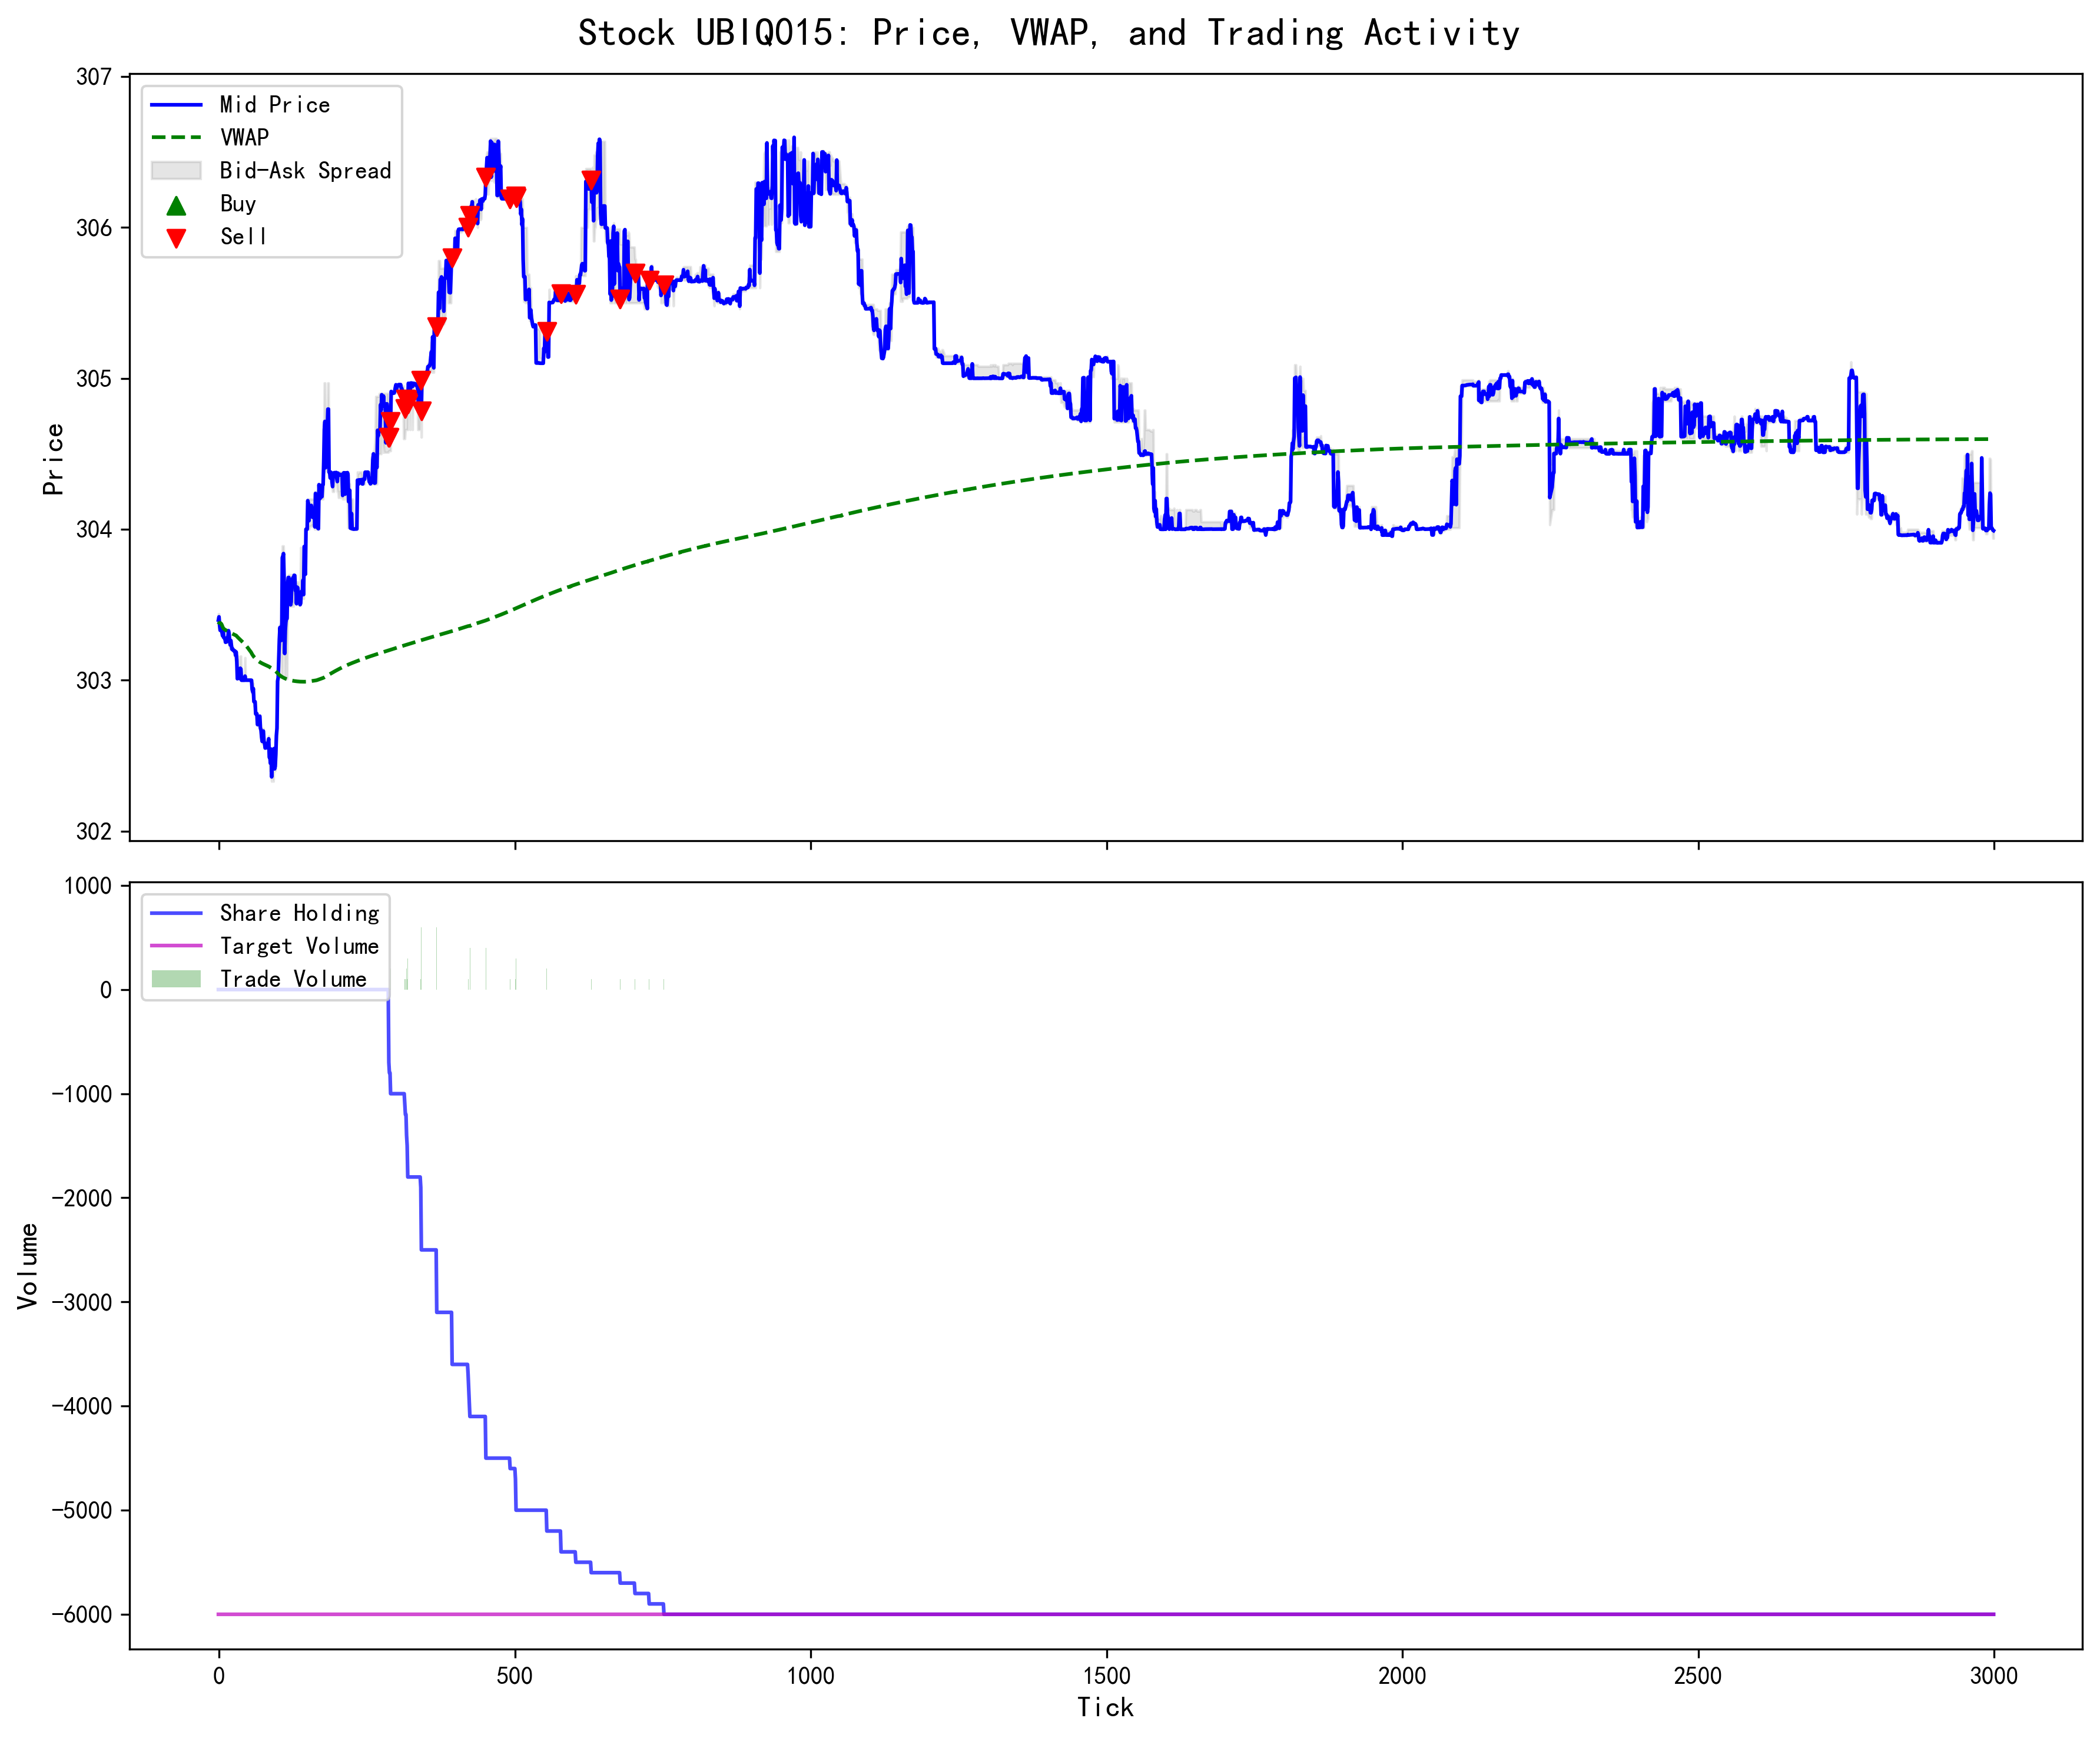 Stock UBIQ015: Price, VWAP, and Trading Activity
307
306
305
304
303
302
Price
Mid Price
VWAP
Bid-Ask Spread
Buy
Sell
1000
0
-1000
-2000
-3000
-4000
-5000
-6000
Volume
Share Holding
Target Volume
Trade Volume
0
500
1000
1500
2000
2500
3000
Tick